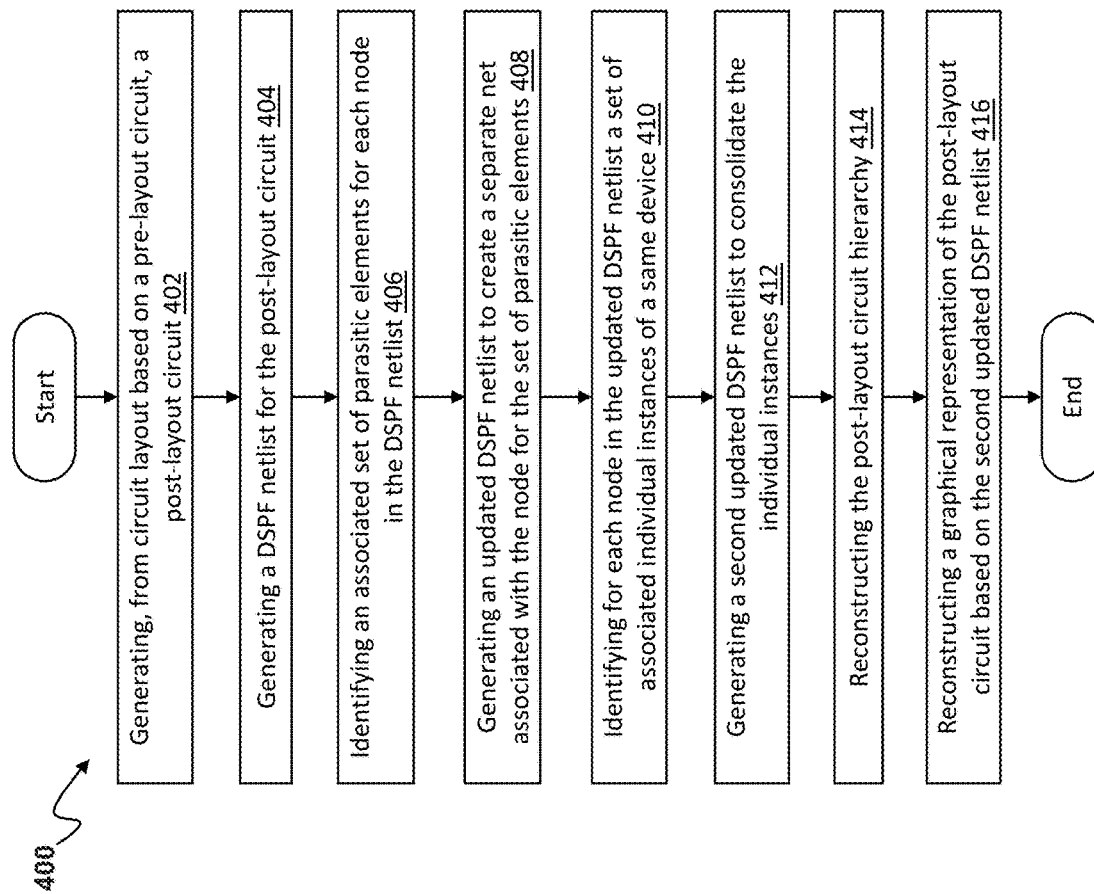 400
Start
Generating, from circuit layout based on a pre-layout circuit, a
post-layout circuit 402
Generating a DSPF netlist for the post-layout circuit 404
Identifying an associated set of parasitic elements for each node
in the DSPF netlist 406
Generating an updated DSPF netlist to create a separate net
associated with the node for the set of parasitic elements 408
Identifying for each node in the updated DSPF netlist a set of
associated individual instances of a same device 410
Generating a second updated DSPF netlist to consolidate the
individual instances 412
Reconstructing the post-layout circuit hierarchy 414
Reconstructing a graphical representation of the post-layout
circuit based on the second updated DSPF netlist 416
End